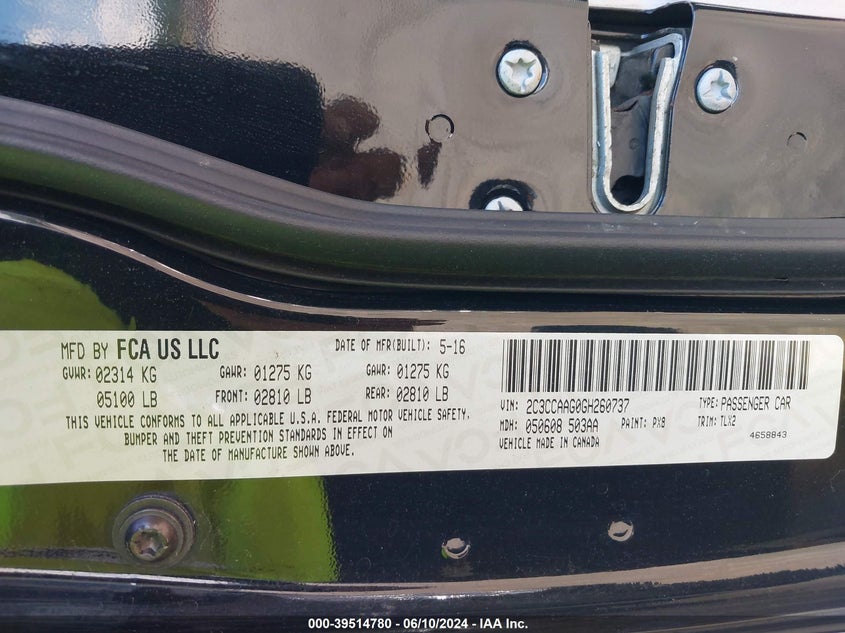 MFD BY FCA US LLC DATE OF MFR(BUILT): 5-16
GVWR: 02314 KG GAWR: 01275 KG GAWR: 01275 KG
05100 LB FRONT: 02810 LB REAR: 02810 LB
THIS VEHICLE CONFORMS TO ALL APPLICABLE U.S.A. FEDERAL MOTOR VEHICLE SAFETY,
BUMPER AND THEFT PREVENTION STANDARDS IN EFFECT ON
THE DATE OF MANUFACTURE SHOWN ABOVE.
VIN: 2C3CCAAG0GH260737 TYPE: PASSENGER CAR
MDH: 050608 503AA PAINT: PX8 TRIM: TLX2
VEHICLE MADE IN CANADA 4658843
000-39514780 - 06/10/2024 - IAA Inc.